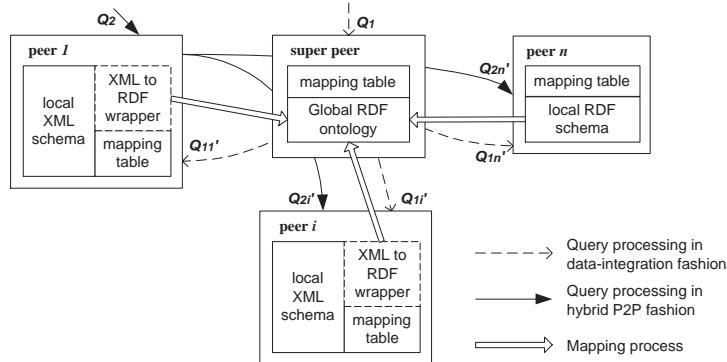 Q2
Q1
peer 1
super peer
peer n
local
XML
schema
XML to
RDF
wrapper
mapping
table
mapping table
Global RDF
ontology
Q2n'
mapping table
local RDF
schema
Q11'
Q1n'
Q2i'
Q1i'
peer i
local
XML
schema
XML to
RDF
wrapper
mapping
table
Query processing in
data-integration fashion
Query processing in
hybrid P2P fashion
Mapping process